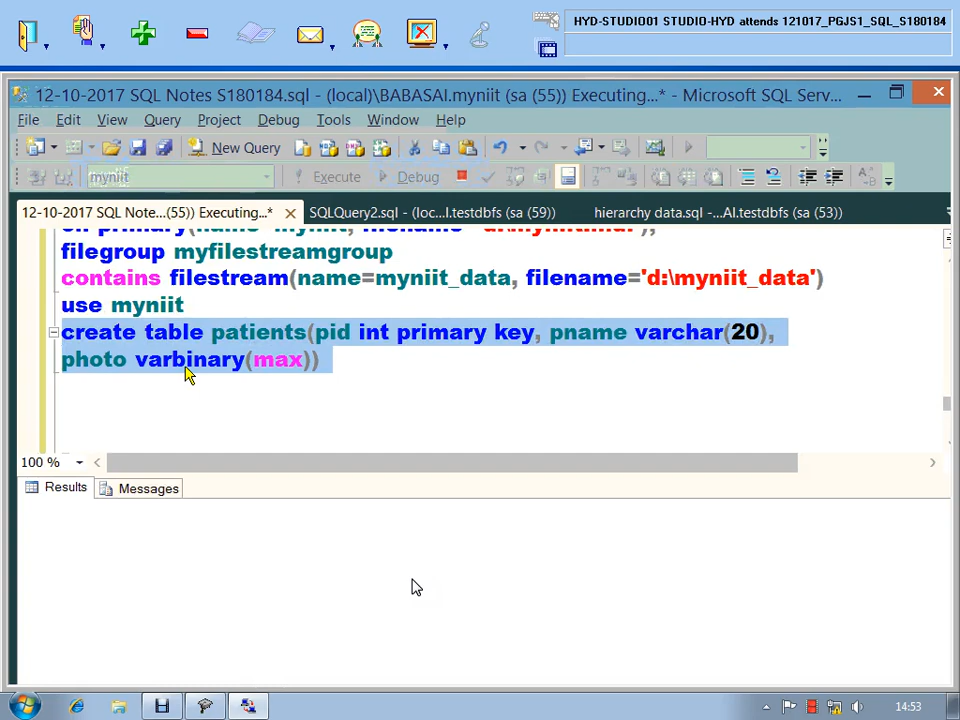 HYD-STUDIO01 STUDIO-HYD attends 121017_PGJS1_SQL_S180184
12-10-2017 SQL Notes S180184.sql - (local)\BABASAI.myniit (sa (55)) Executing...* - Microsoft SQL Serv...
File Edit View Query Project Debug Tools Window Help
New Query
myniit Execute Debug
12-10-2017 SQL Note...(55)) Executing...* SQLQuery2.sql - (loc...I.testdbfs (sa (59)) hierarchy data.sql -...AI.testdbfs (sa (53))
filegroup myfilestreamgroup
contains filestream(name=myniit_data, filename='d:\myniit_data')
use myniit
create table patients(pid int primary key, pname varchar(20),
photo varbinary(max))
100 %
Results Messages
14:53